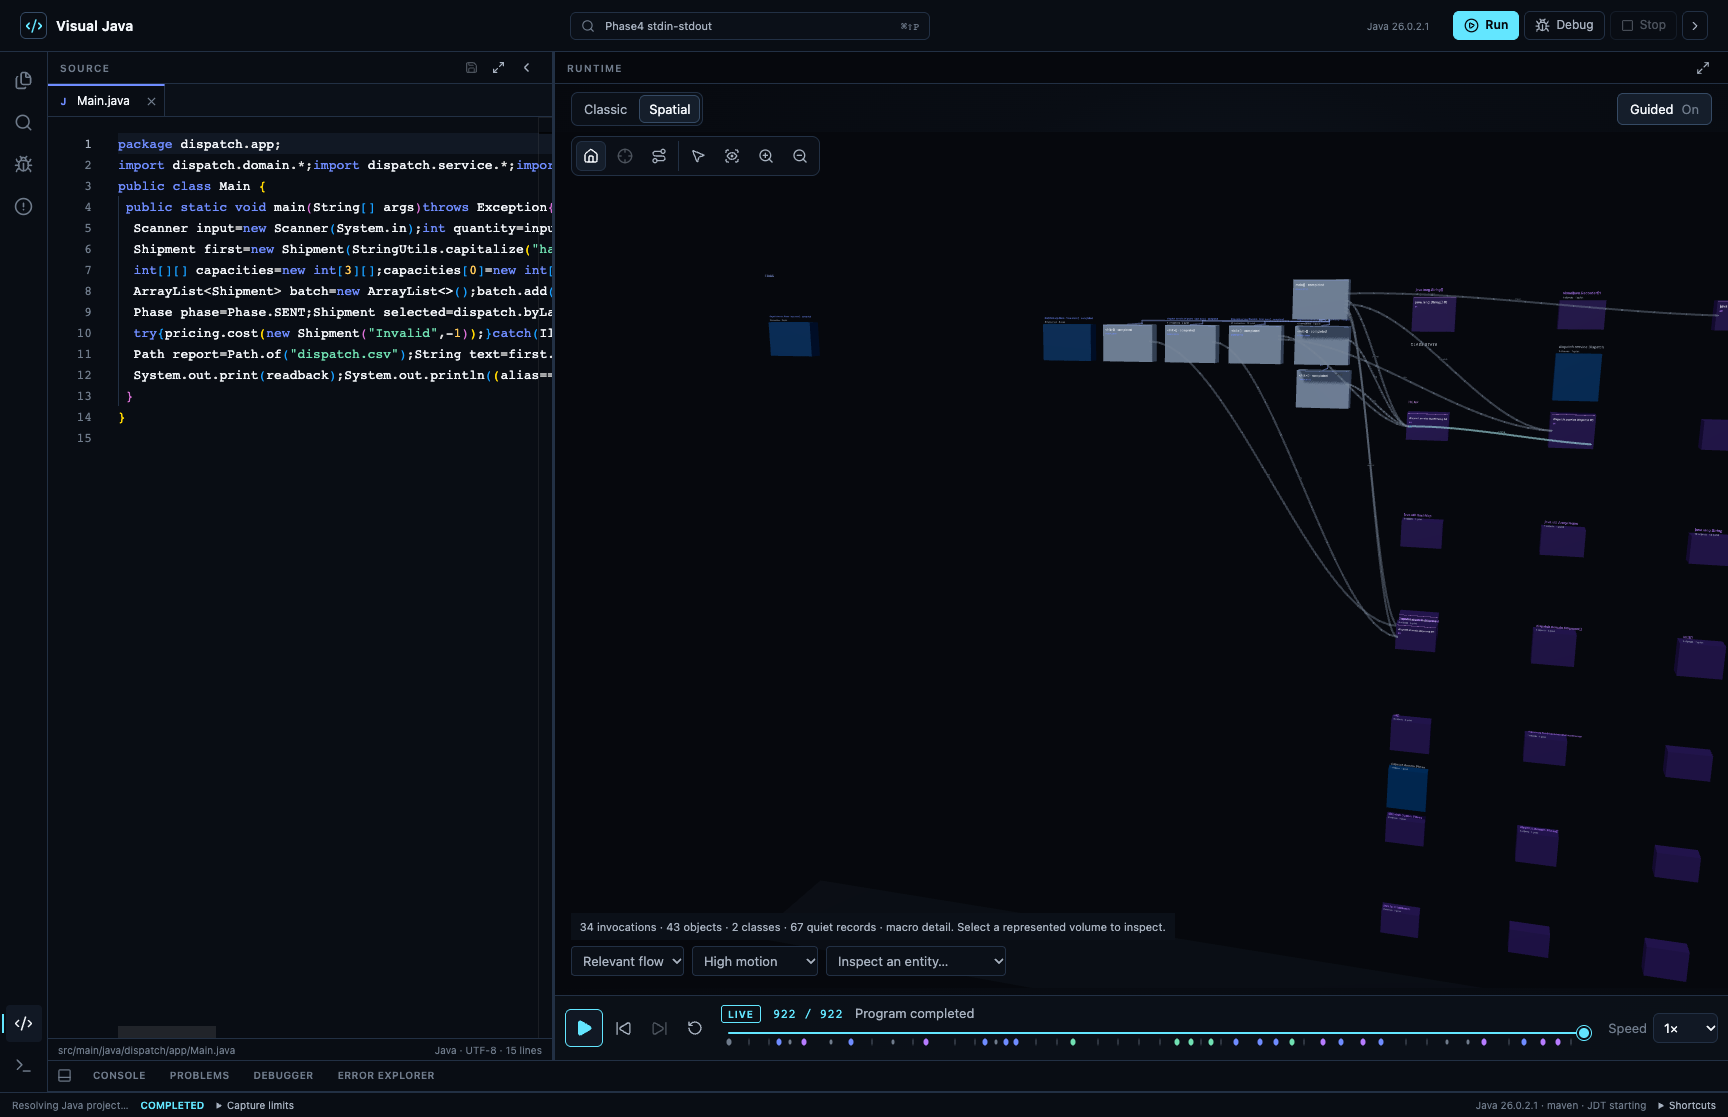 Visual Java
Phase4 stdin-stdout
Java 26.0.2.1
Run
Debug
Stop
SOURCE
RUNTIME
J Main.java
Classic
Spatial
Guided On
1 package dispatch.app;
2 import dispatch.domain.*;import dispatch.service.*;impor
3 public class Main {
4 public static void main(String[] args)throws Exception{
5 Scanner input=new Scanner(System.in);int quantity=inpu
6 Shipment first=new Shipment(StringUtils.capitalize("ha
7 int[][] capacities=new int[3][];capacities[0]=new int[
8 ArrayList<Shipment> batch=new ArrayList<>();batch.add(
9 Phase phase=Phase.SENT;Shipment selected=dispatch.byLa
10 try{pricing.cost(new Shipment("Invalid",-1));}catch(Il
11 Path report=Path.of("dispatch.csv");String text=first.
12 System.out.print(readback);System.out.println((alias==
13 }
14 }
15
34 invocations · 43 objects · 2 classes · 67 quiet records · macro detail. Select a represented volume to inspect.
Relevant flow
High motion
Inspect an entity...
LIVE 922 / 922 Program completed
Speed
1×
src/main/java/dispatch/app/Main.java
Java · UTF-8 · 15 lines
CONSOLE
PROBLEMS
DEBUGGER
ERROR EXPLORER
Resolving Java project...
COMPLETED
Capture limits
Java 26.0.2.1 · maven · JDT starting
Shortcuts